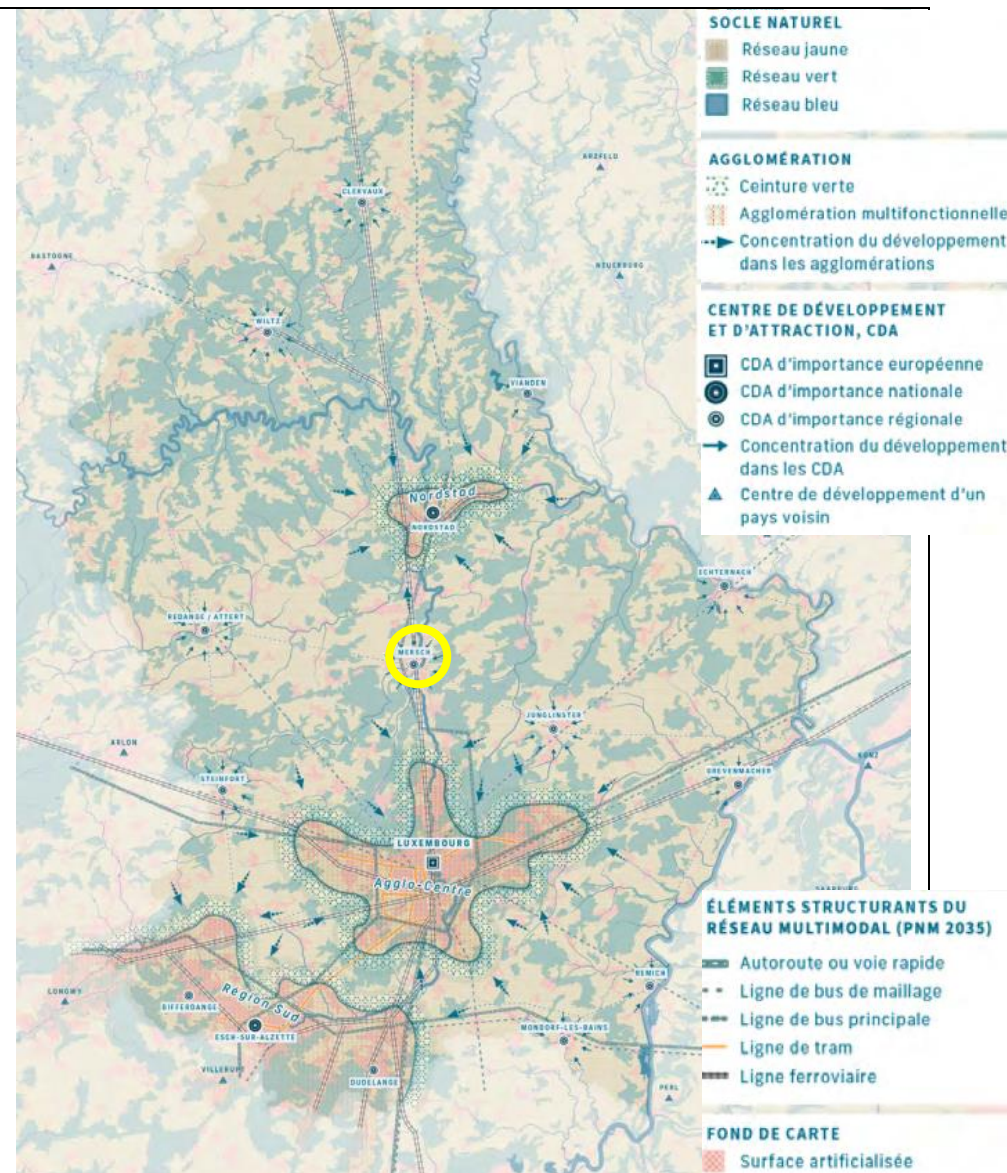 SOCLE NATUREL
Réseau jaune
Réseau vert
Réseau bleu
AGGLOMÉRATION
Ceinture verte
Agglomération multifonctionnelle
Concentration du développement
dans les agglomérations
CENTRE DE DÉVELOPPEMENT
ET D'ATTRACTION, CDA
CDA d'importance européenne
CDA d'importance nationale
CDA d'importance régionale
Concentration du développement
dans les CDA
Centre de développement d'un
pays voisin
ARZFELD
CLERVAUX
BASTOGNE
NEUERBURG
WILTZ
VIANDEN
Nordstad
NORDSTAD
ECHTERNACH
REDANGE / ATTERT
MERSCH
JUNGLINSTER
ARLON
KONZ
STEINFORT
GREVENMACHER
LUXEMBOURG
Agglo-Centre
SAARBURG
ÉLÉMENTS STRUCTURANTS DU
RÉSEAU MULTIMODAL (PNM 2035)
Autoroute ou voie rapide
Ligne de bus de maillage
Ligne de bus principale
Ligne de tram
Ligne ferroviaire
REMICH
LONGWY
Région Sud
DIFFERDANGE
ESCH-SUR-ALZETTE
MONDORF-LES-BAINS
VILLERUPT
DUDELANGE
PERL
FOND DE CARTE
Surface artificialisée